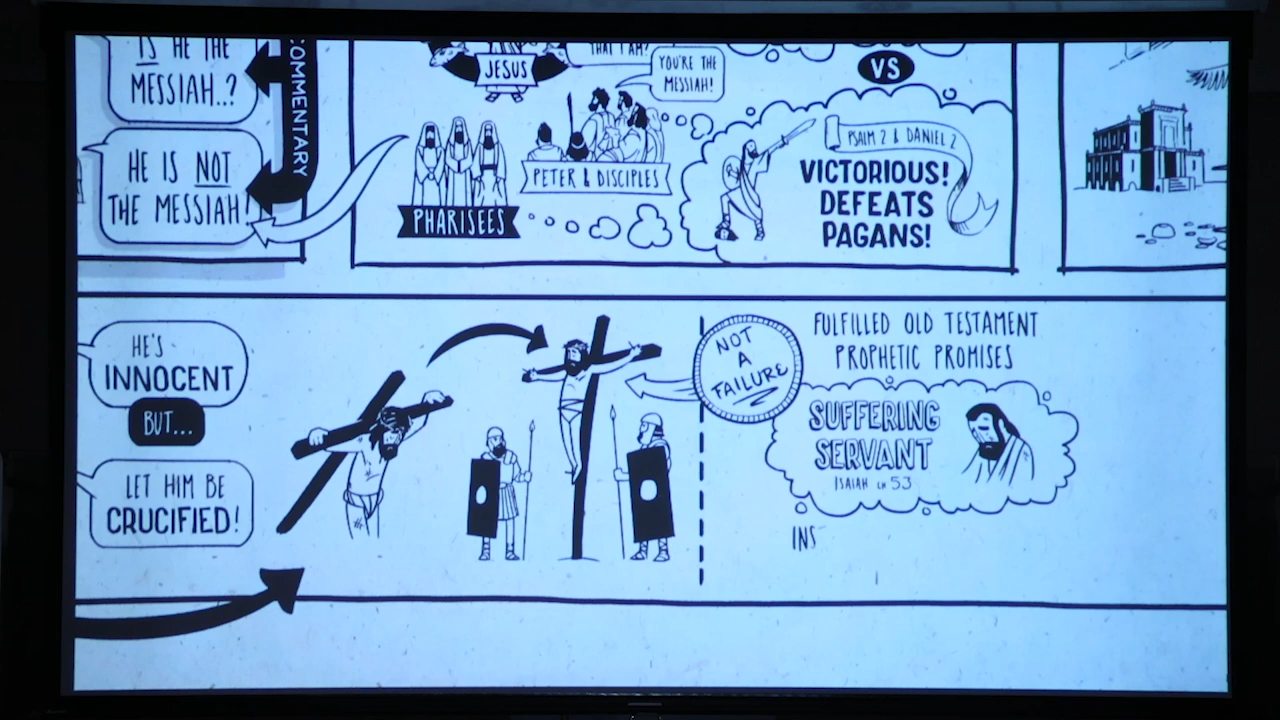 IS HE THE
MESSIAH..?
COMMENTARY
HE IS NOT
THE MESSIAH!
JESUS
THAT I AM?
YOU'RE THE
MESSIAH!
PETER & DISCIPLES
PHARISEES
VS
PSALM 2 & DANIEL 2
VICTORIOUS!
DEFEATS
PAGANS!
HE'S
INNOCENT
BUT...
LET HIM BE
CRUCIFIED!
NOT
A
FAILURE
FULFILLED OLD TESTAMENT
PROPHETIC PROMISES
SUFFERING
SERVANT
ISAIAH CH 53
INS